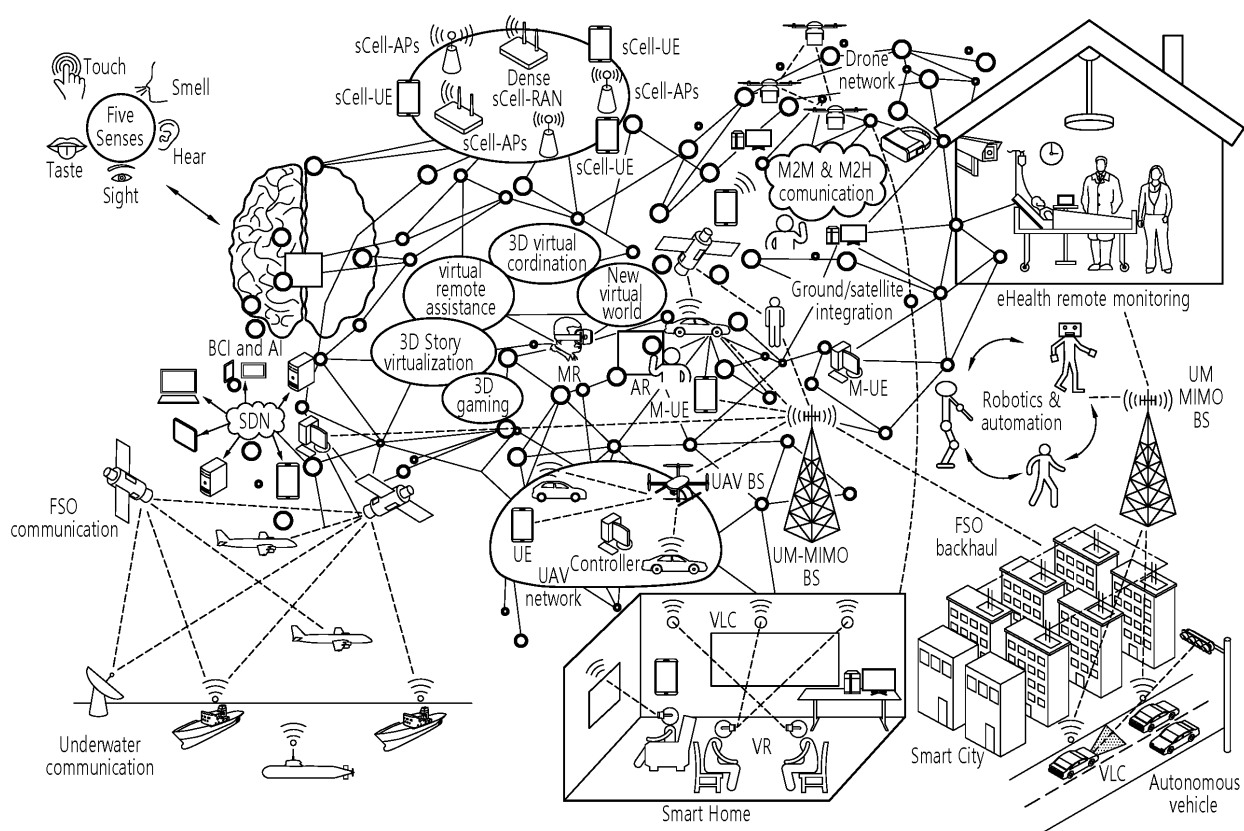 Touch
Smell
Five
Senses
Taste
Hear
Sight
sCell-APs
sCell-UE
Dense
sCell-RAN
sCell-UE
sCell-APs
sCell-APs
sCell-UE
Drone
network
M2M & M2H
comunication
3D virtual
cordination
virtual
remote
assistance
New
virtual
world
Ground/satellite
integration
eHealth remote monitoring
3D Story
virtualization
MR
AR
3D
gaming
M-UE
M-UE
BCI and AI
SDN
Robotics &
automation
UM
MIMO
BS
FSO
communication
UAV BS
UE
Controller
UAV
network
UM-MIMO
BS
FSO
backhaul
VLC
VR
Smart Home
Underwater
communication
Smart City
VLC
Autonomous
vehicle